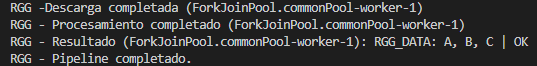 RGG -Descarga completada (ForkJoinPool.commonPool-worker-1)
RGG - Procesamiento completado (ForkJoinPool.commonPool-worker-1)
RGG - Resultado (ForkJoinPool.commonPool-worker-1): RGG_DATA: A, B, C | OK
RGG - Pipeline completado.